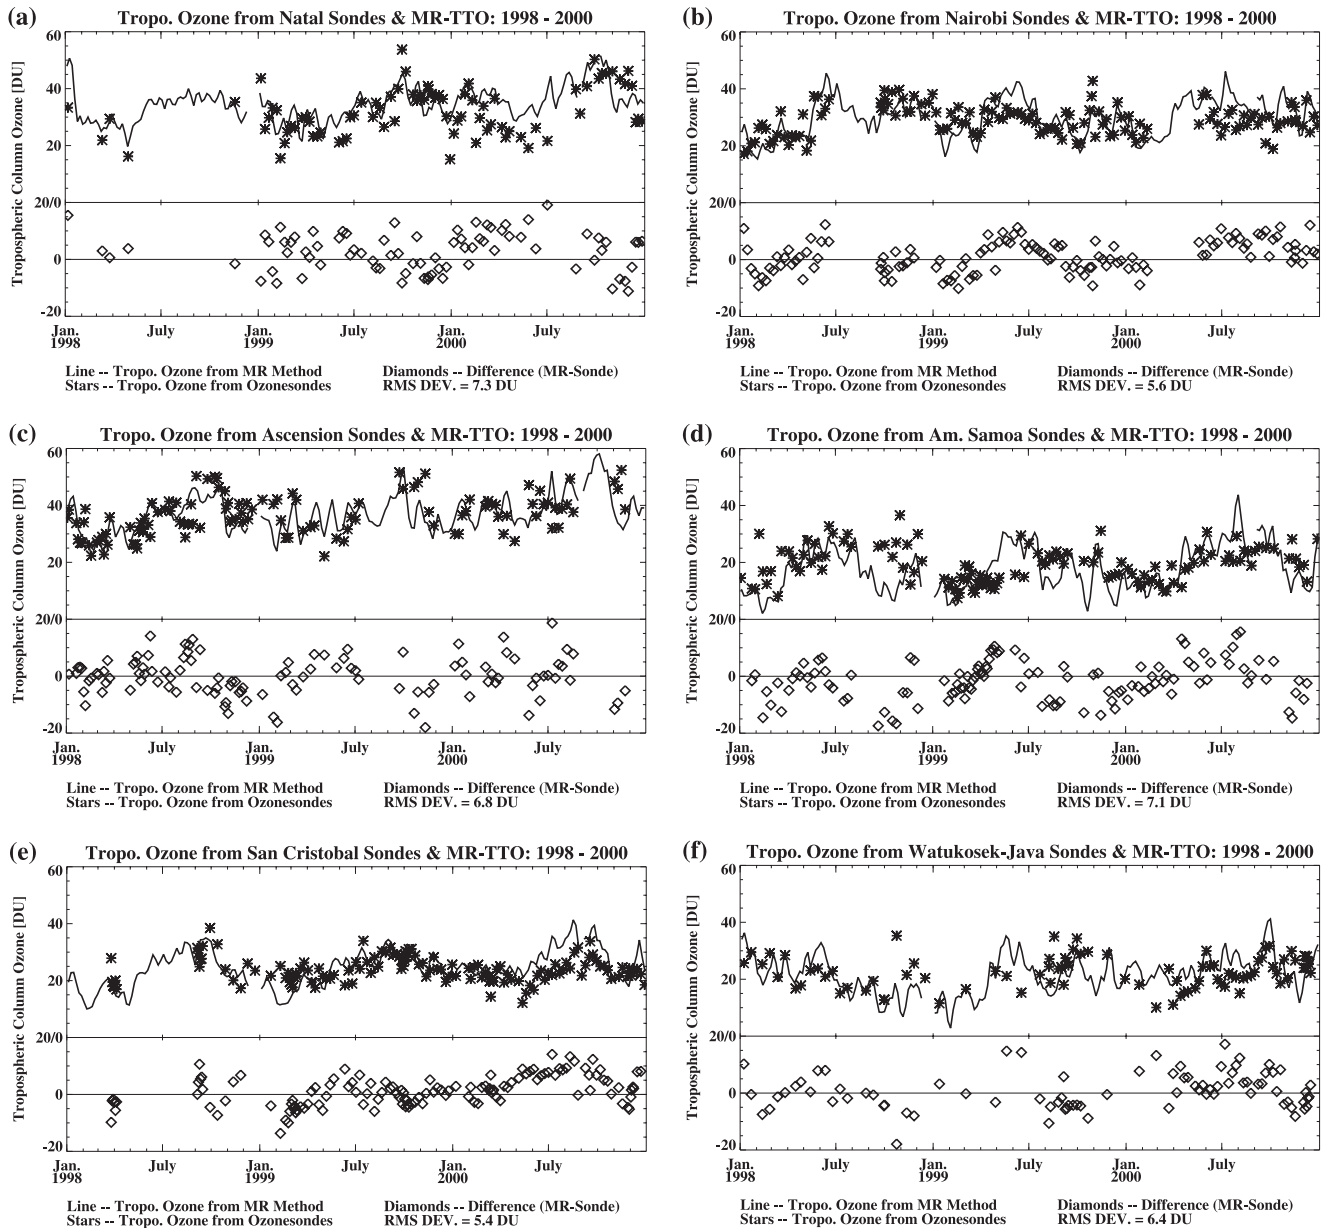 (a) Tropo. Ozone from Natal Sondes & MR-TTO: 1998 - 2000
Tropospheric Column Ozone [DU]
60
40
20
20/0
0
-20
Jan. July Jan. July Jan. July
1998 1999 2000
Line -- Tropo. Ozone from MR Method Diamonds -- Difference (MR-Sonde)
Stars -- Tropo. Ozone from Ozonesondes RMS DEV. = 7.3 DU
(b) Tropo. Ozone from Nairobi Sondes & MR-TTO: 1998 - 2000
Tropospheric Column Ozone [DU]
60
40
20
20/0
0
-20
Jan. July Jan. July Jan. July
1998 1999 2000
Line -- Tropo. Ozone from MR Method Diamonds -- Difference (MR-Sonde)
Stars -- Tropo. Ozone from Ozonesondes RMS DEV. = 5.6 DU
(c) Tropo. Ozone from Ascension Sondes & MR-TTO: 1998 - 2000
Tropospheric Column Ozone [DU]
60
40
20
20/0
0
-20
Jan. July Jan. July Jan. July
1998 1999 2000
Line -- Tropo. Ozone from MR Method Diamonds -- Difference (MR-Sonde)
Stars -- Tropo. Ozone from Ozonesondes RMS DEV. = 6.8 DU
(d) Tropo. Ozone from Am. Samoa Sondes & MR-TTO: 1998 - 2000
Tropospheric Column Ozone [DU]
60
40
20
20/0
0
-20
Jan. July Jan. July Jan. July
1998 1999 2000
Line -- Tropo. Ozone from MR Method Diamonds -- Difference (MR-Sonde)
Stars -- Tropo. Ozone from Ozonesondes RMS DEV. = 7.1 DU
(e) Tropo. Ozone from San Cristobal Sondes & MR-TTO: 1998 - 2000
Tropospheric Column Ozone [DU]
60
40
20
20/0
0
-20
Jan. July Jan. July Jan. July
1998 1999 2000
Line -- Tropo. Ozone from MR Method Diamonds -- Difference (MR-Sonde)
Stars -- Tropo. Ozone from Ozonesondes RMS DEV. = 5.4 DU
(f) Tropo. Ozone from Watukosek-Java Sondes & MR-TTO: 1998 - 2000
Tropospheric Column Ozone [DU]
60
40
20
20/0
0
-20
Jan. July Jan. July Jan. July
1998 1999 2000
Line -- Tropo. Ozone from MR Method Diamonds -- Difference (MR-Sonde)
Stars -- Tropo. Ozone from Ozonesondes RMS DEV. = 6.4 DU